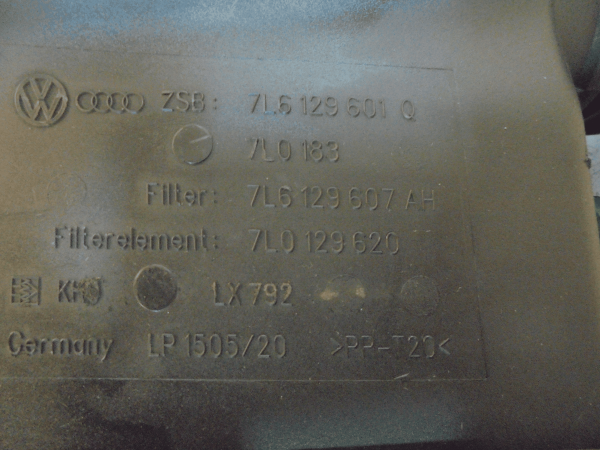 ZSB: 7L6 129 601 Q
7L0 183
Filter: 7L6 129 607 AH
Filterelement: 7L0 129 620
LX 792
Germany LP 1505/20 >PP-T20<